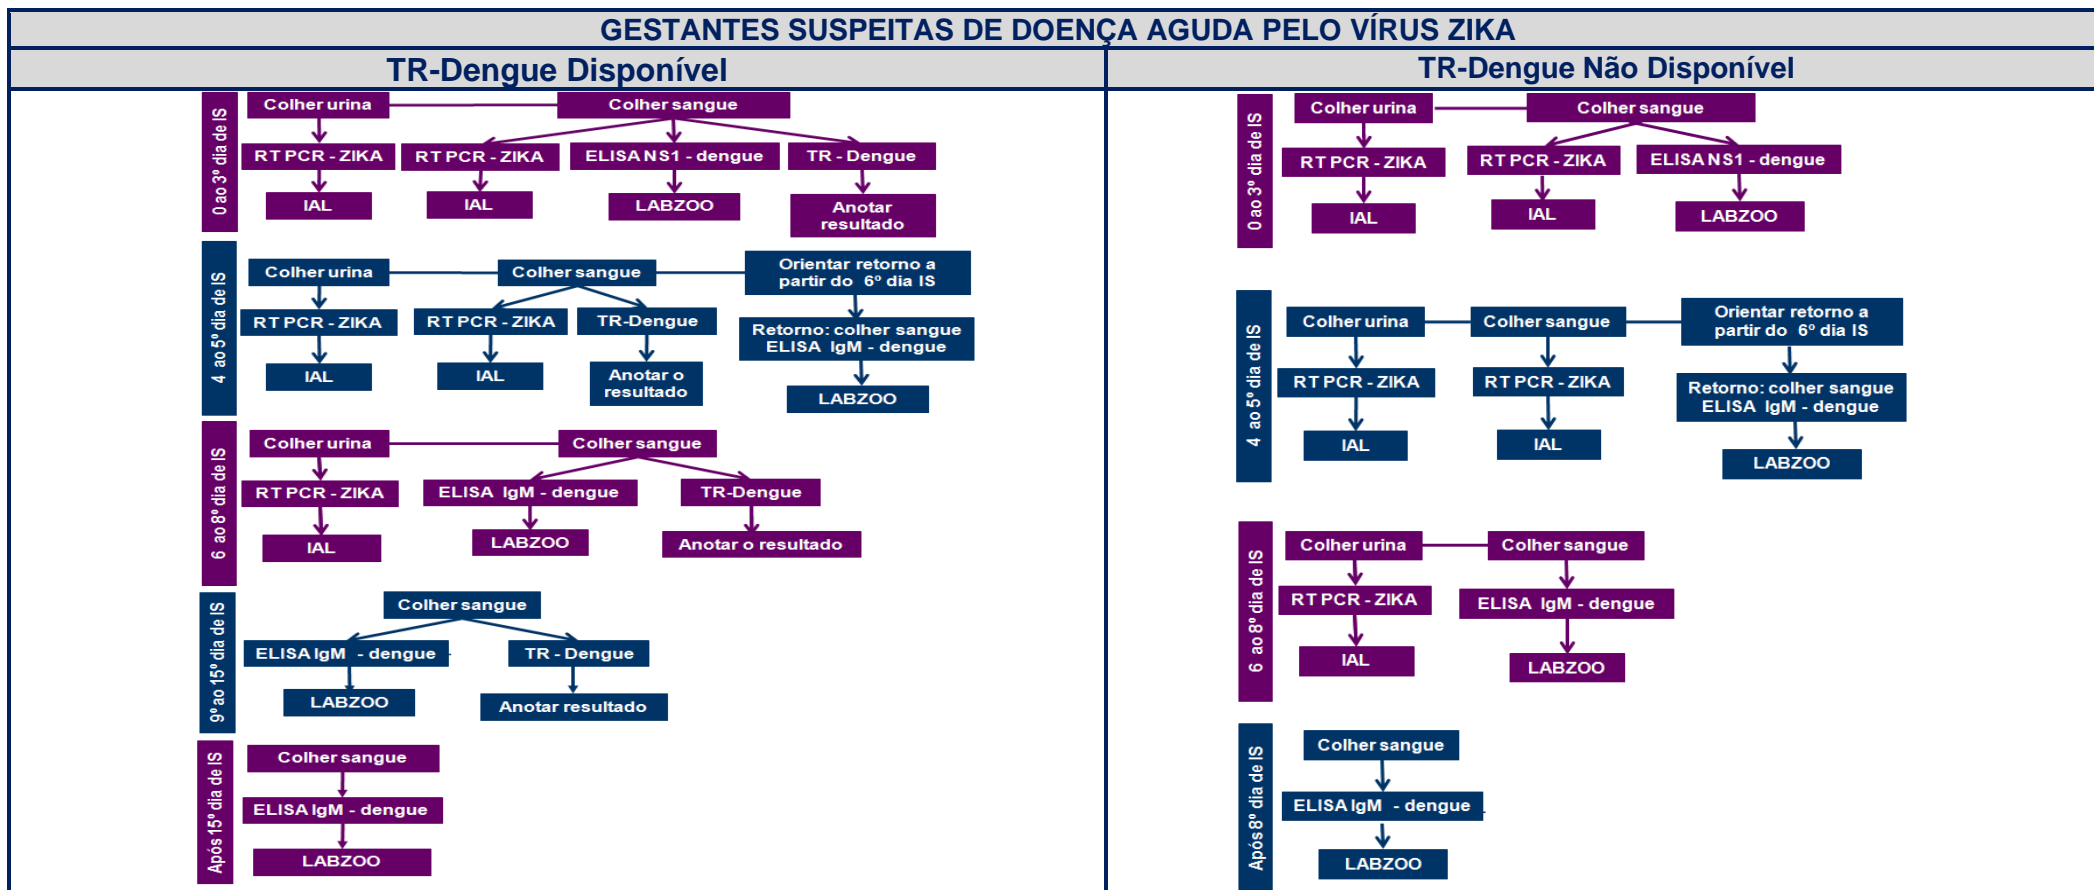 GESTANTES SUSPEITAS DE DOENÇA AGUDA PELO VÍRUS ZIKA
TR-Dengue Disponível
0 ao 3º dia de IS
Colher urina
Colher sangue
RT PCR - ZIKA
RT PCR - ZIKA
ELISA NS1 - dengue
TR - Dengue
IAL
IAL
LABZOO
Anotar
resultado
4 ao 5º dia de IS
Colher urina
Colher sangue
Orientar retorno a
partir do 6º dia IS
RT PCR - ZIKA
RT PCR - ZIKA
TR-Dengue
Retorno: colher sangue
ELISA IgM - dengue
IAL
IAL
Anotar o
resultado
LABZOO
6 ao 8º dia de IS
Colher urina
Colher sangue
RT PCR - ZIKA
ELISA IgM - dengue
TR-Dengue
IAL
LABZOO
Anotar o resultado
9º ao 15º dia de IS
Colher sangue
ELISA IgM - dengue
TR - Dengue
LABZOO
Anotar resultado
Após 15º dia de IS
Colher sangue
ELISA IgM - dengue
LABZOO
TR-Dengue Não Disponível
0 ao 3º dia de IS
Colher urina
Colher sangue
RT PCR - ZIKA
RT PCR - ZIKA
ELISA NS1 - dengue
IAL
IAL
LABZOO
4 ao 5º dia de IS
Colher urina
Colher sangue
Orientar retorno a
partir do 6º dia IS
RT PCR - ZIKA
RT PCR - ZIKA
Retorno: colher sangue
ELISA IgM - dengue
IAL
IAL
LABZOO
6 ao 8º dia de IS
Colher urina
Colher sangue
RT PCR - ZIKA
ELISA IgM - dengue
IAL
LABZOO
Após 8º dia de IS
Colher sangue
ELISA IgM - dengue
LABZOO